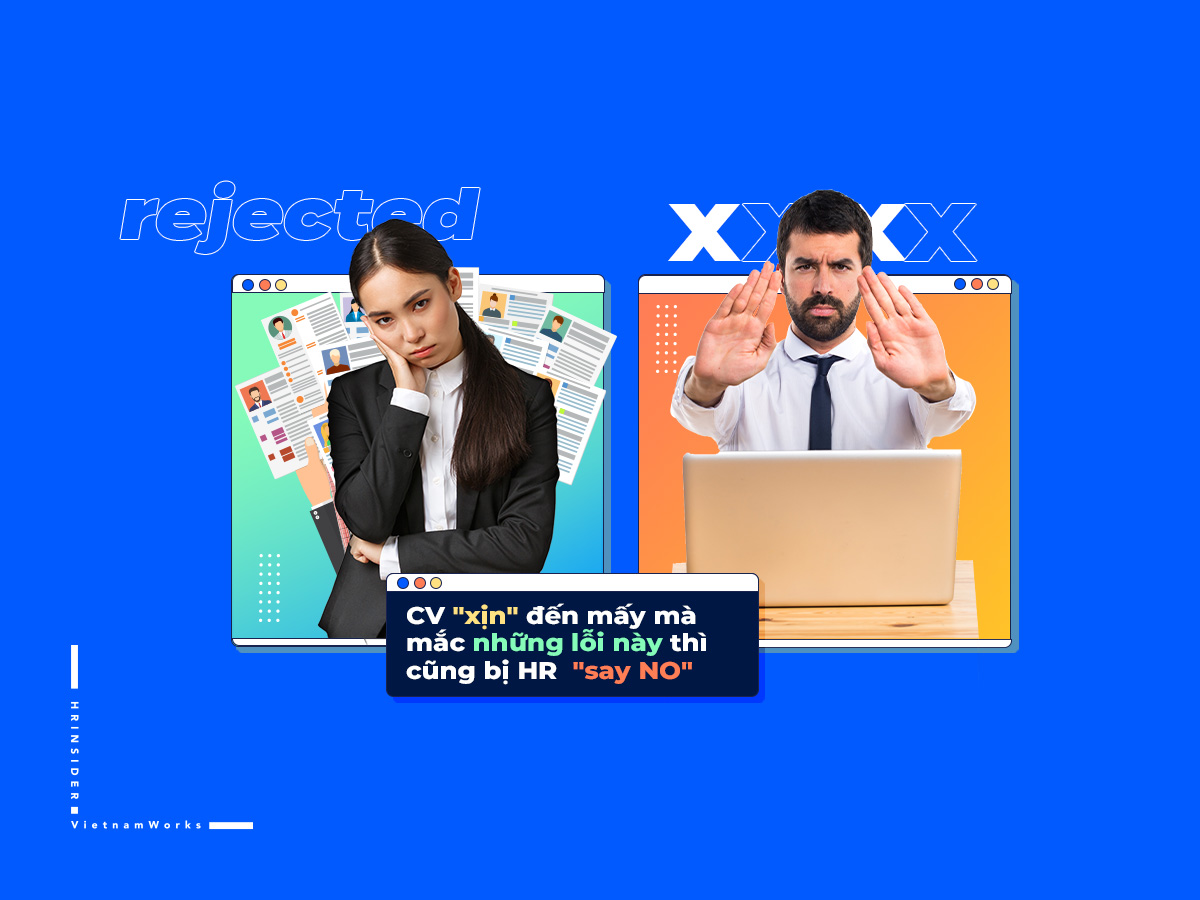 rejected
xxxx
CV "xịn" đến mấy mà
mắc những lỗi này thì
cũng bị HR "say NO"
HRINSIDER
VietnamWorks